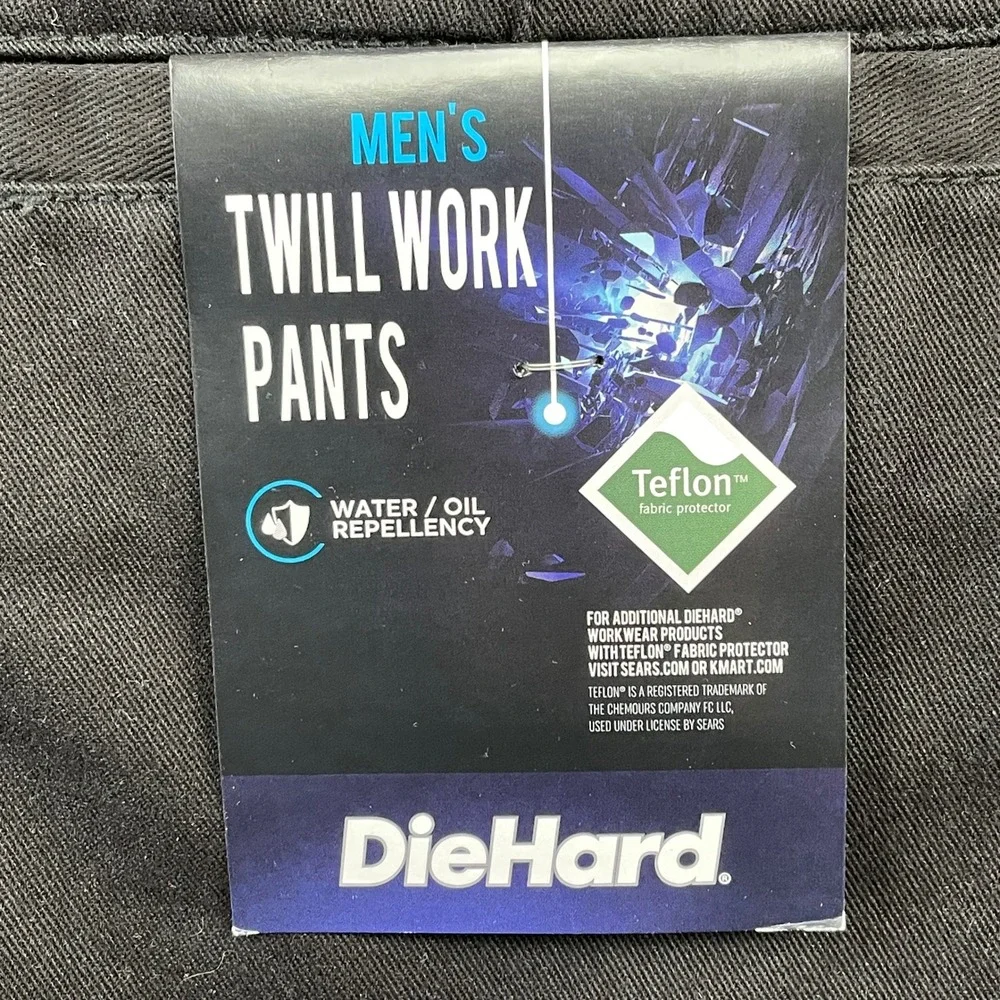 MEN'S
TWILL WORK
PANTS
WATER / OIL
REPELLENCY
Teflon™
fabric protector
FOR ADDITIONAL DIEHARD®
WORKWEAR PRODUCTS
WITH TEFLON® FABRIC PROTECTOR
VISIT SEARS.COM OR KMART.COM
TEFLON® IS A REGISTERED TRADEMARK OF
THE CHEMOURS COMPANY FC LLC,
USED UNDER LICENSE BY SEARS
DieHard®